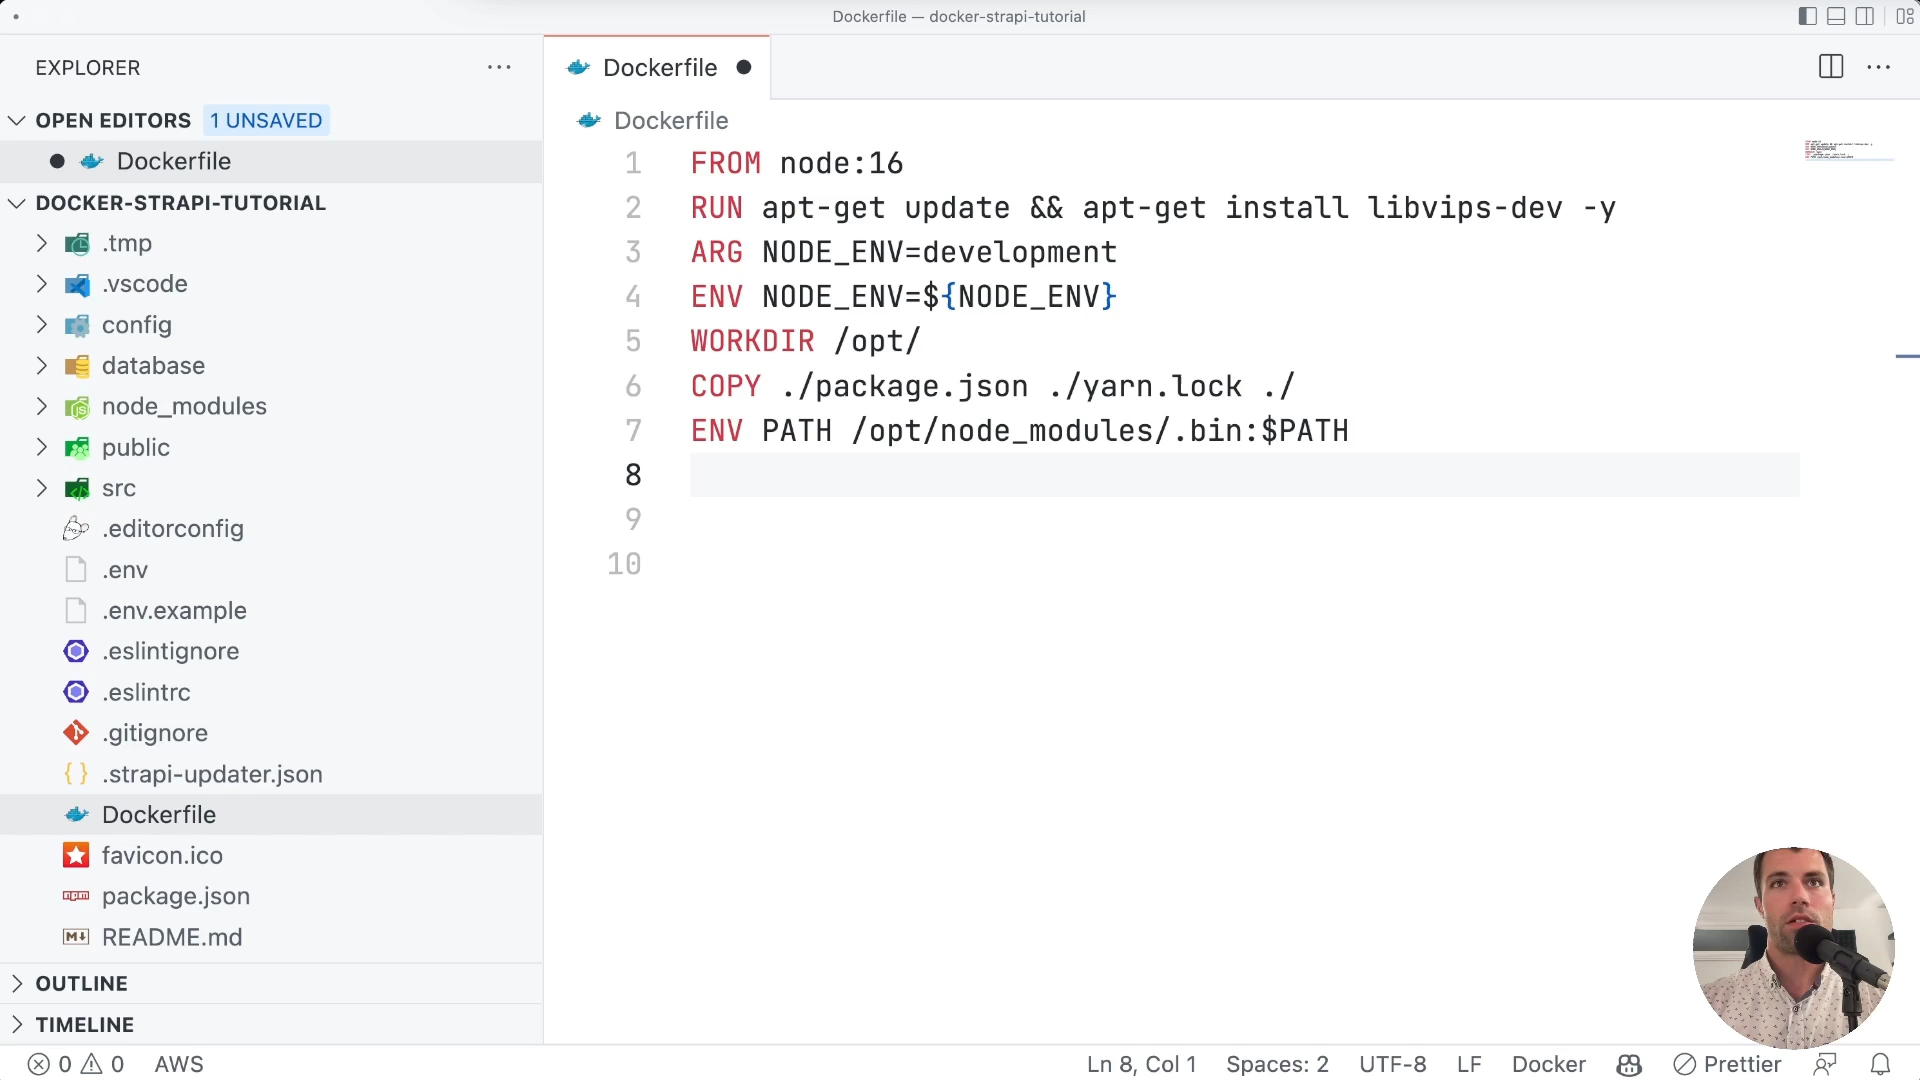 Dockerfile — docker-strapi-tutorial
EXPLORER
OPEN EDITORS 1 UNSAVED
Dockerfile
DOCKER-STRAPI-TUTORIAL
.tmp
.vscode
config
database
node_modules
public
src
.editorconfig
.env
.env.example
.eslintignore
.eslintrc
.gitignore
.strapi-updater.json
Dockerfile
favicon.ico
package.json
README.md
OUTLINE
TIMELINE
Dockerfile
Dockerfile
1 FROM node:16
2 RUN apt-get update && apt-get install libvips-dev -y
3 ARG NODE_ENV=development
4 ENV NODE_ENV=${NODE_ENV}
5 WORKDIR /opt/
6 COPY ./package.json ./yarn.lock ./
7 ENV PATH /opt/node_modules/.bin:$PATH
8
9
10
0 0 AWS Ln 8, Col 1 Spaces: 2 UTF-8 LF Docker Prettier